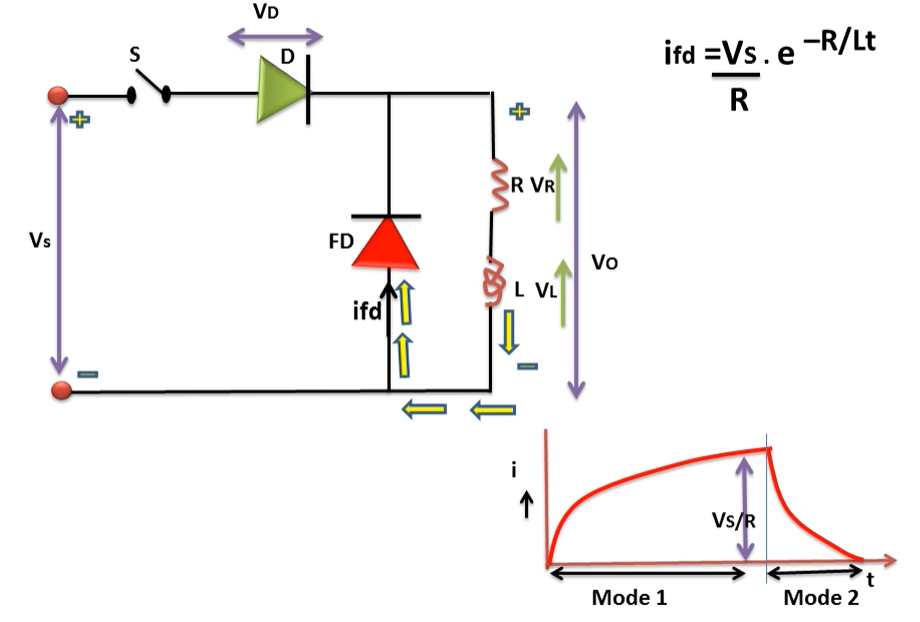 VD
S
D
+
+
Vs
FD
R VR
L VL
Vo
ifd
−
−
ifd =Vs . e –R/Lt
R
i
Vs/R
t
Mode 1
Mode 2